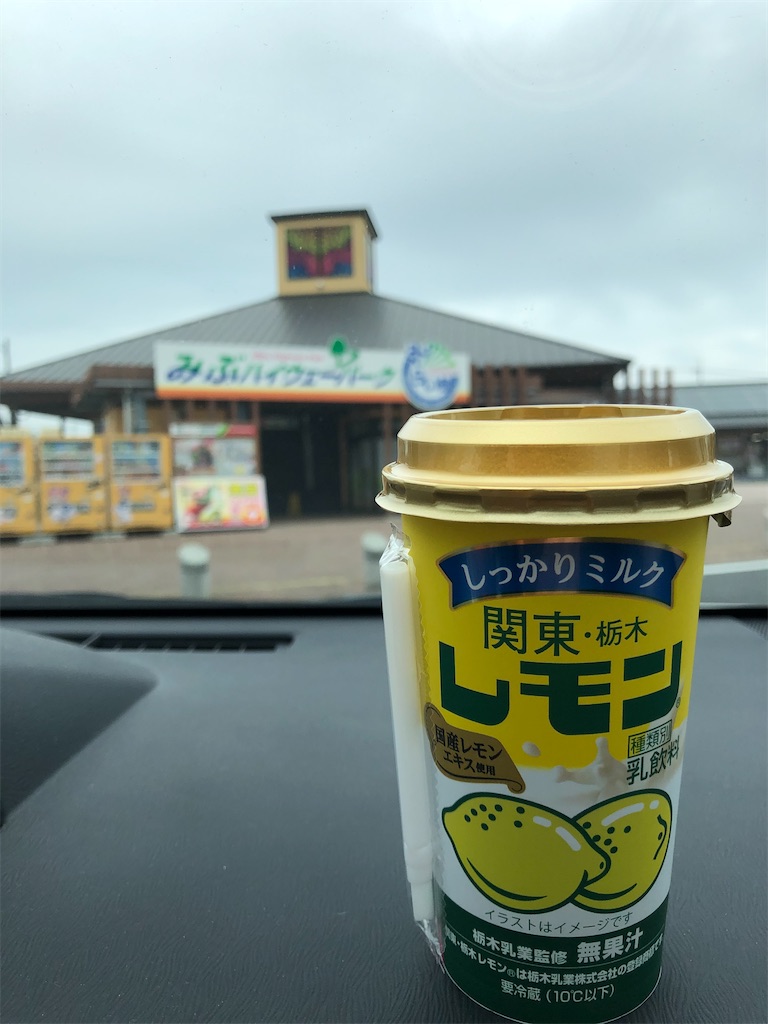 みぶハイウェーパーク
しっかりミルク
関東・栃木
レモン®
国産レモン
エキス使用
種類別
乳飲料
イラストはイメージです
栃木乳業監修 無果汁
関東・栃木レモン®は栃木乳業株式会社の登録商標です
要冷蔵(10℃以下)